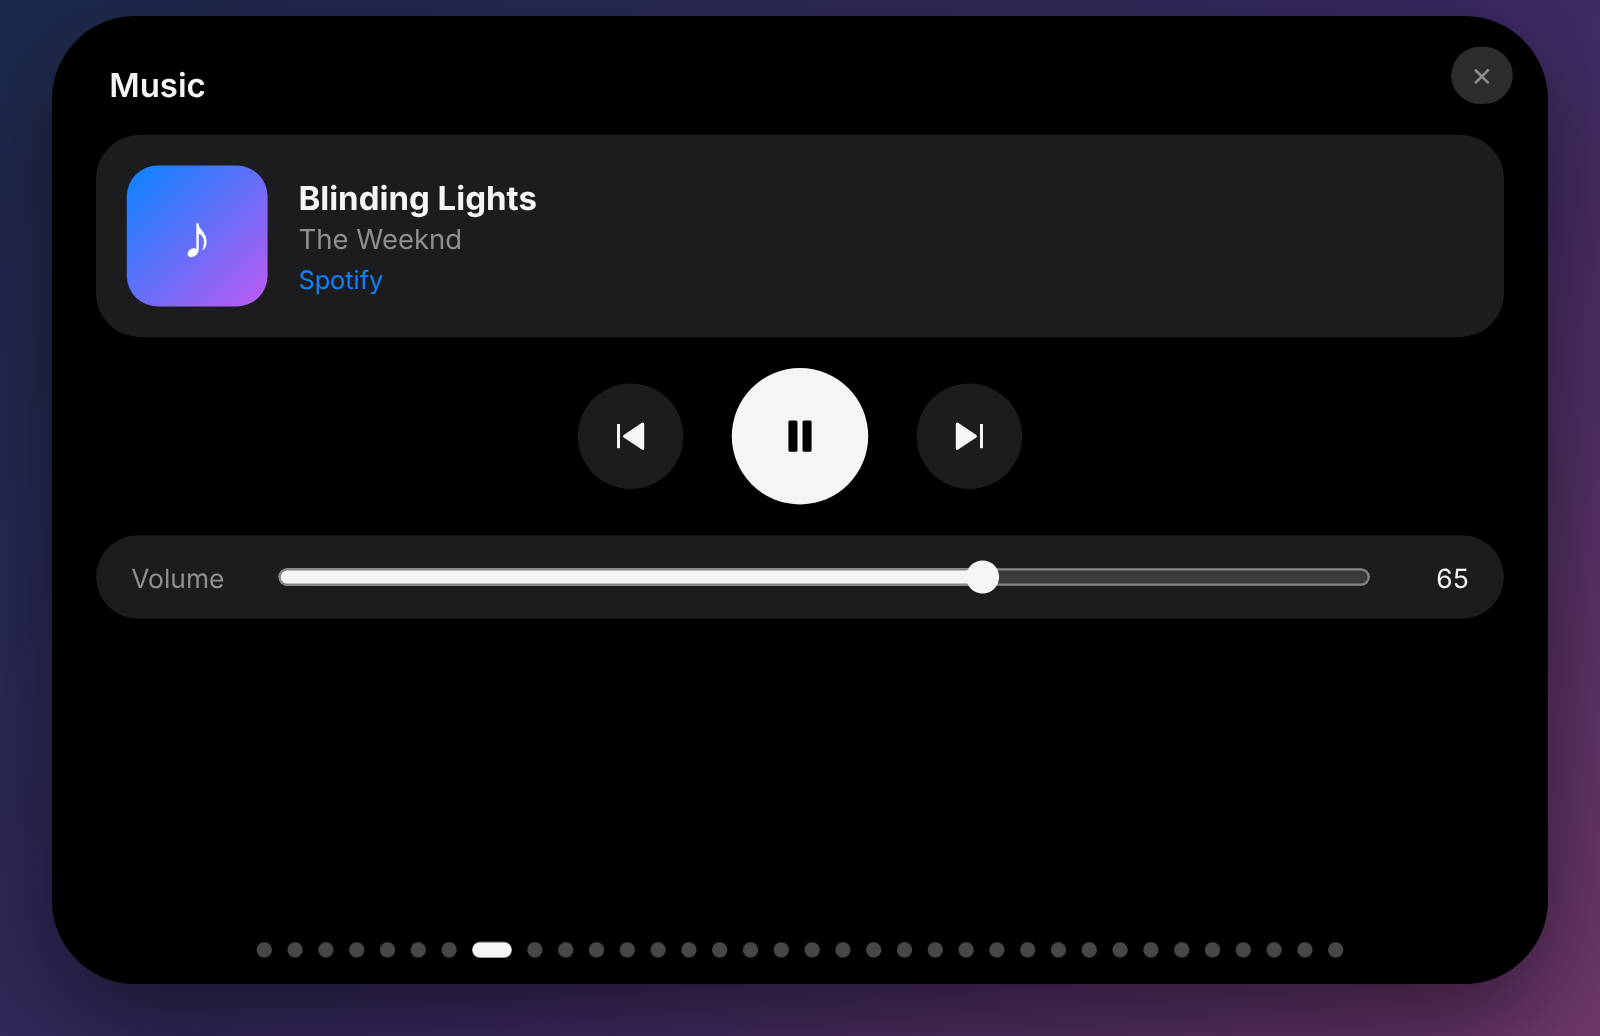 Music
Blinding Lights
The Weeknd
Spotify
Volume
65